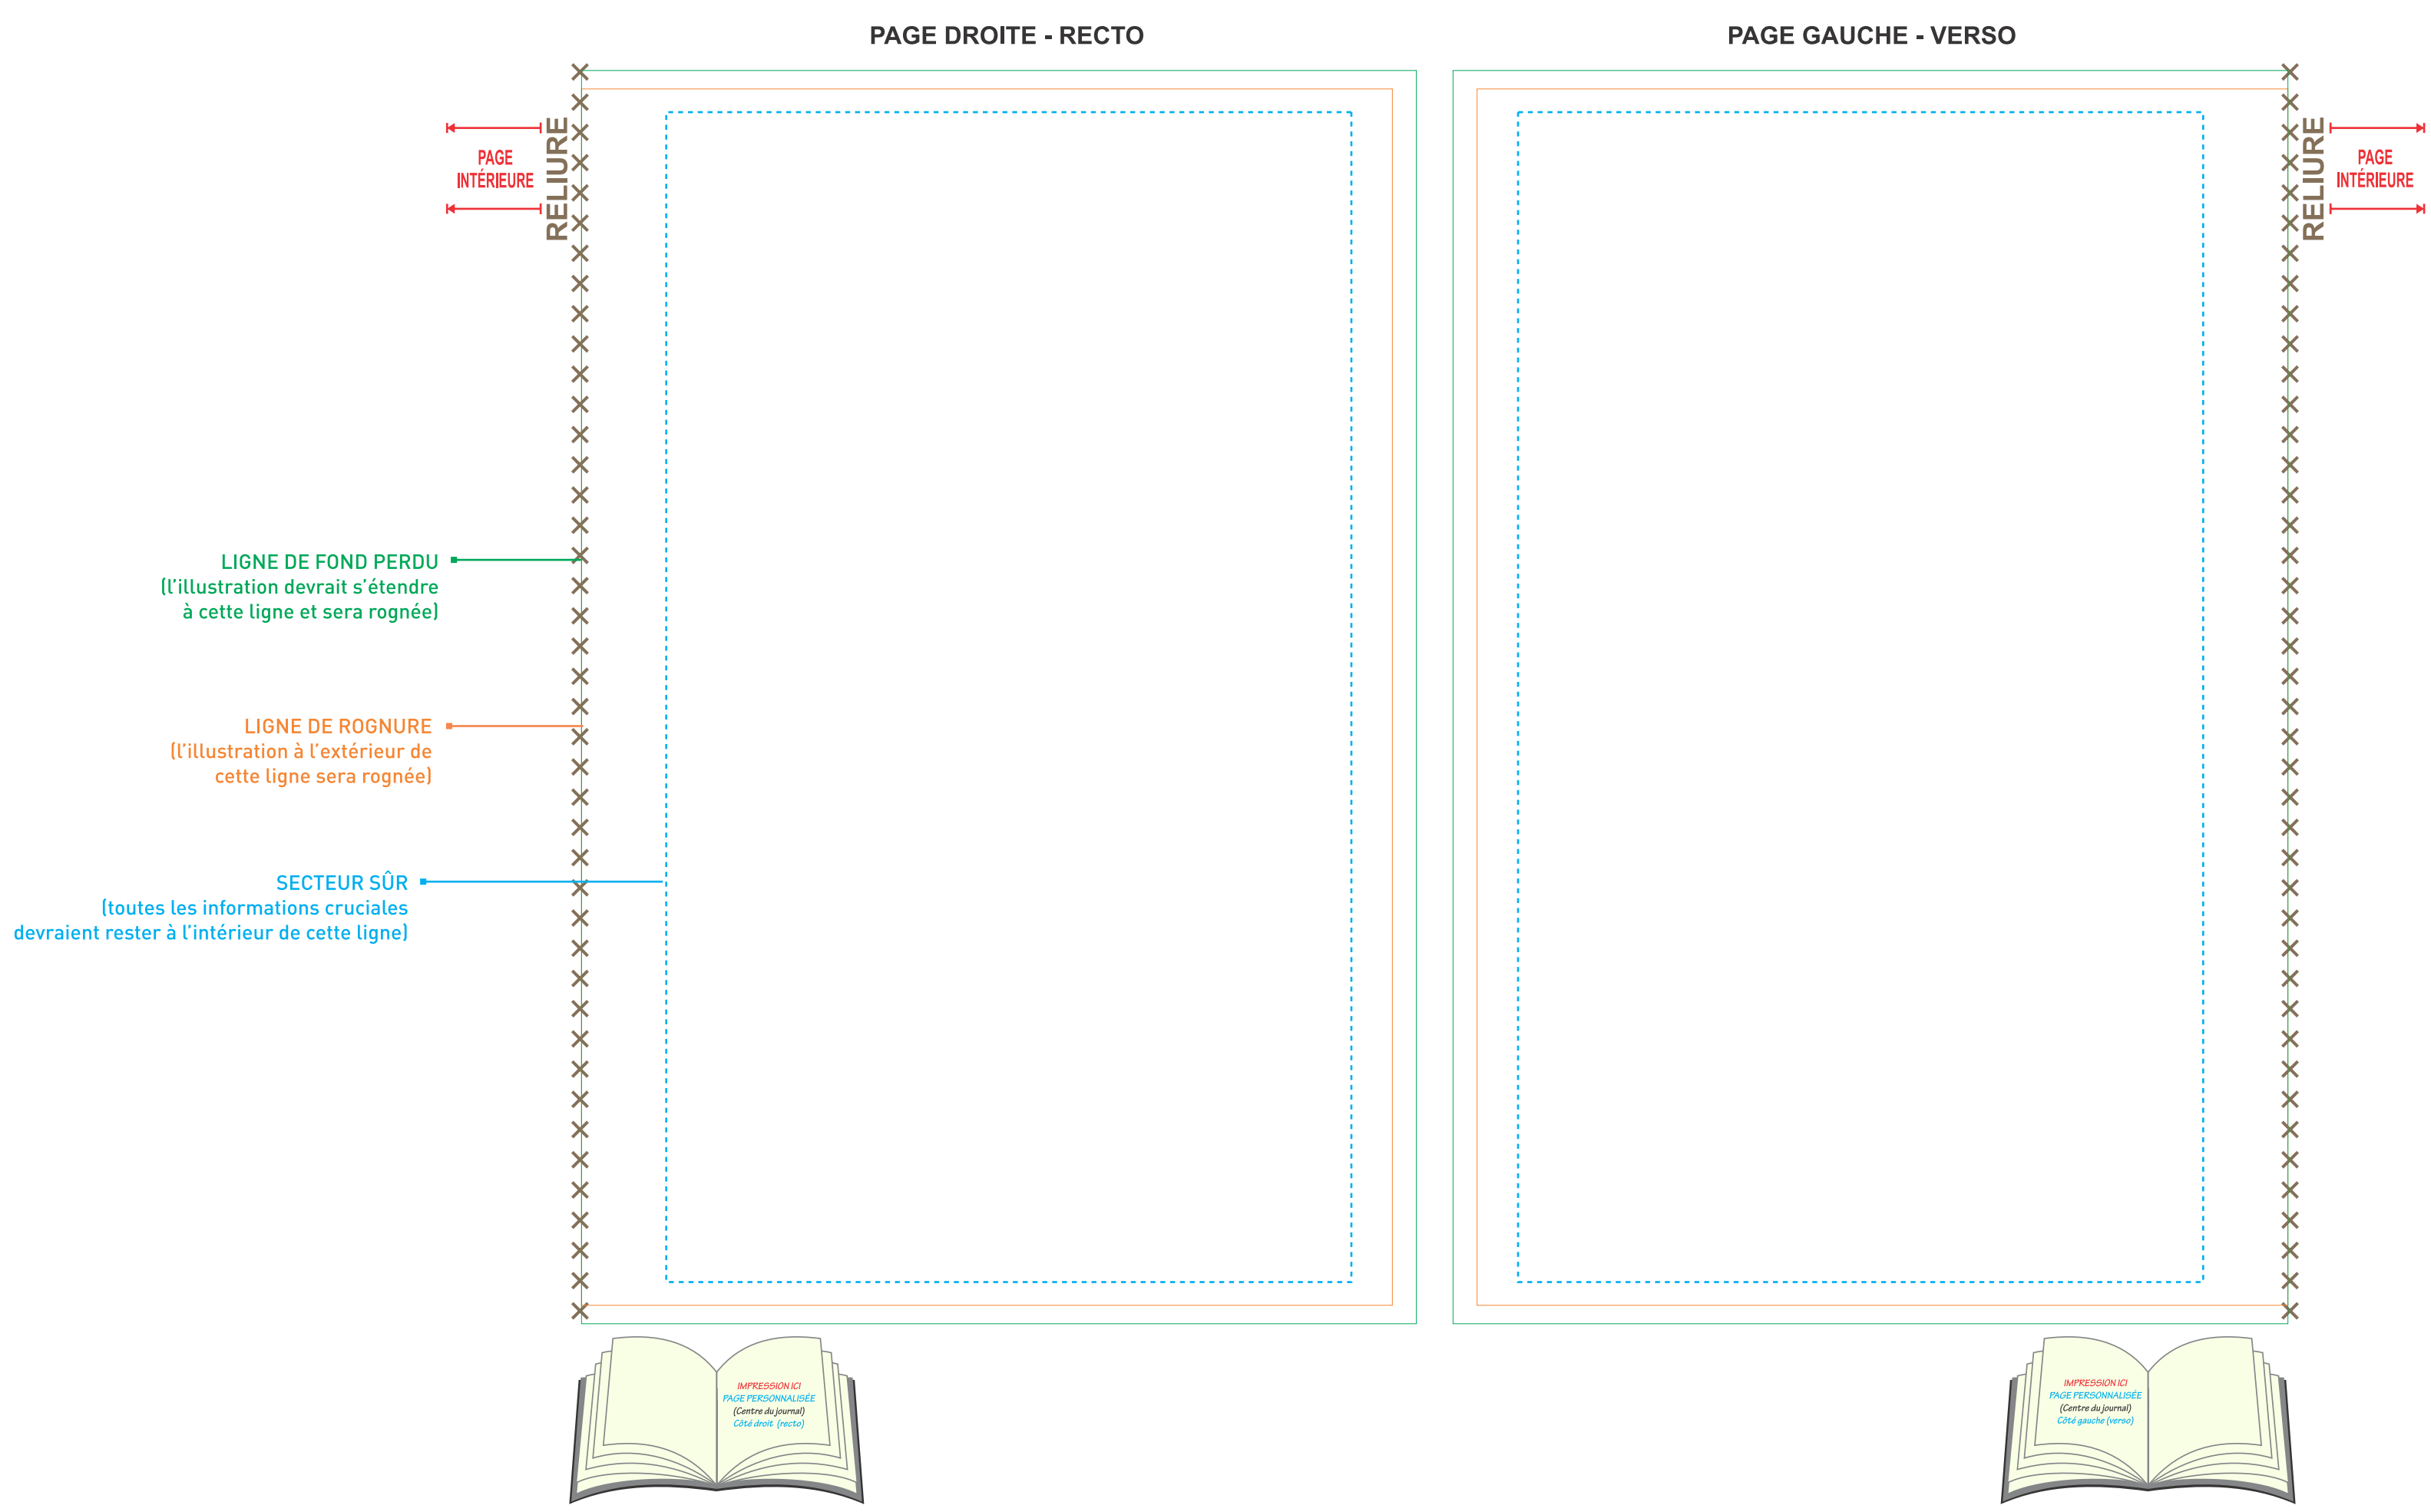 PAGE DROITE - RECTO
PAGE GAUCHE - VERSO
PAGE
INTÉRIEURE
RELIURE
RELIURE
PAGE
INTÉRIEURE
LIGNE DE FOND PERDU
(l’illustration devrait s’étendre
à cette ligne et sera rognée)
LIGNE DE ROGNURE
(l’illustration à l’extérieur de
cette ligne sera rognée)
SECTEUR SÛR
(toutes les informations cruciales
devraient rester à l’intérieur de cette ligne)
IMPRESSION ICI
PAGE PERSONNALISÉE
(Centre du journal)
Côté droit (recto)
IMPRESSION ICI
PAGE PERSONNALISÉE
(Centre du journal)
Côté gauche (verso)